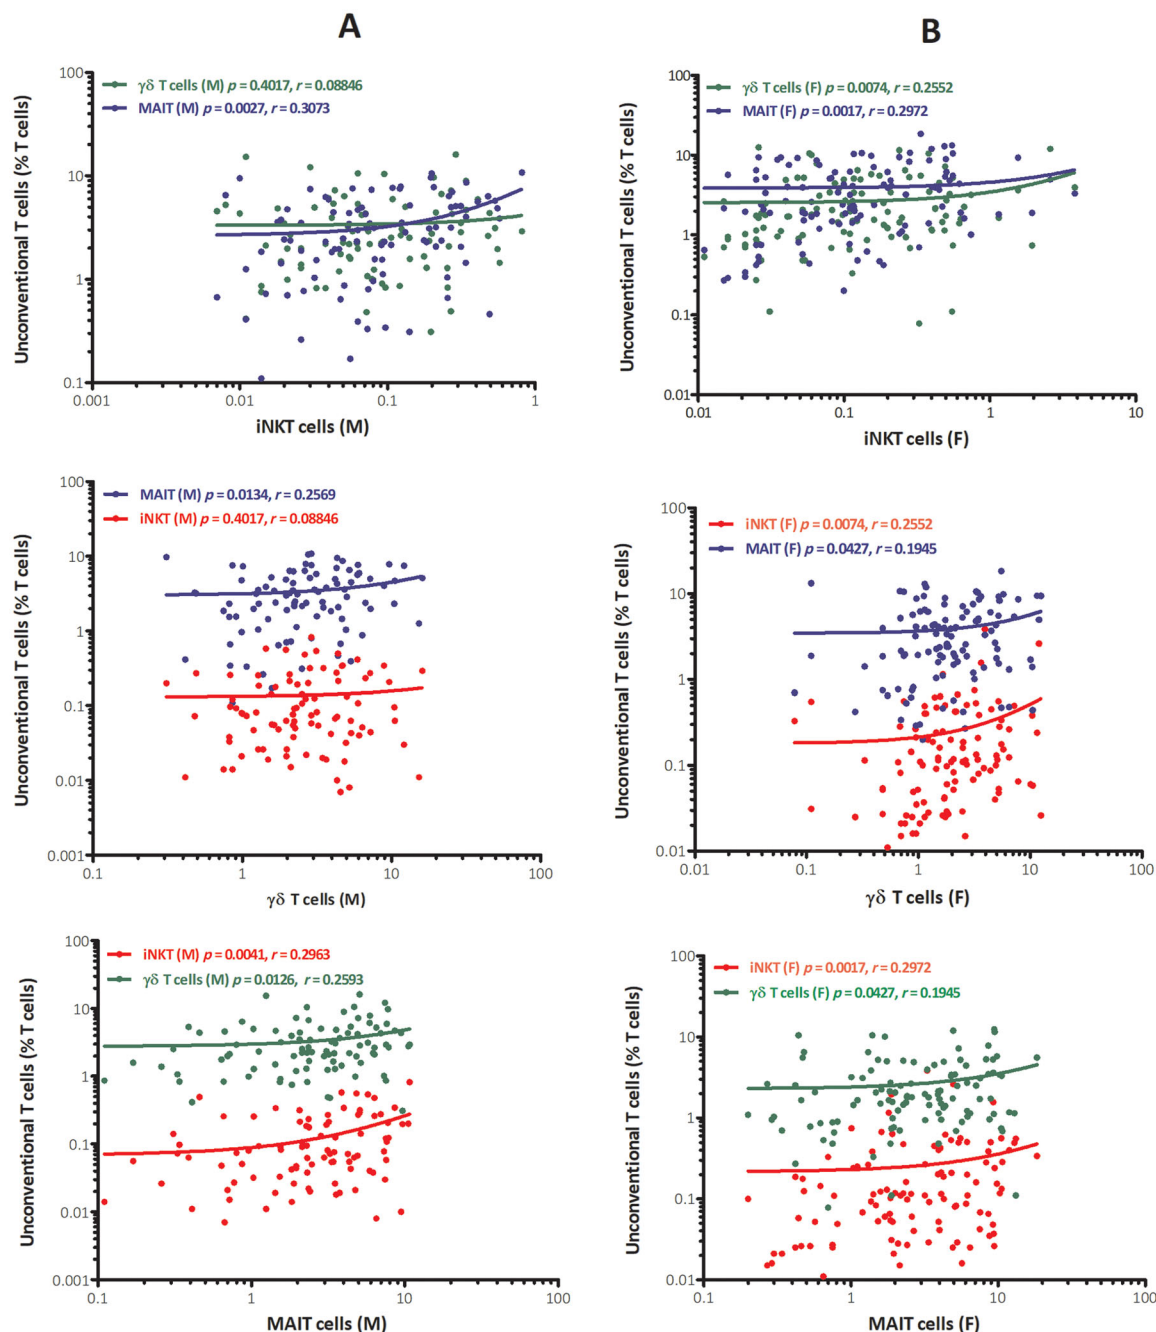 A
B
γδ T cells (M) p = 0.4017, r = 0.08846
MAIT (M) p = 0.0027, r = 0.3073
Unconventional T cells (% T cells)
100
10
1
0.1
0.001
0.01
0.1
1
iNKT cells (M)
γδ T cells (F) p = 0.0074, r = 0.2552
MAIT (F) p = 0.0017, r = 0.2972
Unconventional T cells (% T cells)
100
10
1
0.1
0.01
0.01
0.1
1
10
iNKT cells (F)
MAIT (M) p = 0.0134, r = 0.2569
iNKT (M) p = 0.4017, r = 0.08846
Unconventional T cells (% T cells)
100
10
1
0.1
0.01
0.001
0.1
1
10
100
γδ T cells (M)
iNKT (F) p = 0.0074, r = 0.2552
MAIT (F) p = 0.0427, r = 0.1945
Unconventional T cells (% T cells)
100
10
1
0.1
0.01
0.01
0.1
1
10
100
γδ T cells (F)
iNKT (M) p = 0.0041, r = 0.2963
γδ T cells (M) p = 0.0126, r = 0.2593
Unconventional T cells (% T cells)
100
10
1
0.1
0.01
0.001
0.1
1
10
100
MAIT cells (M)
iNKT (F) p = 0.0017, r = 0.2972
γδ T cells (F) p = 0.0427, r = 0.1945
Unconventional T cells (% T cells)
100
10
1
0.1
0.01
0.1
1
10
100
MAIT cells (F)